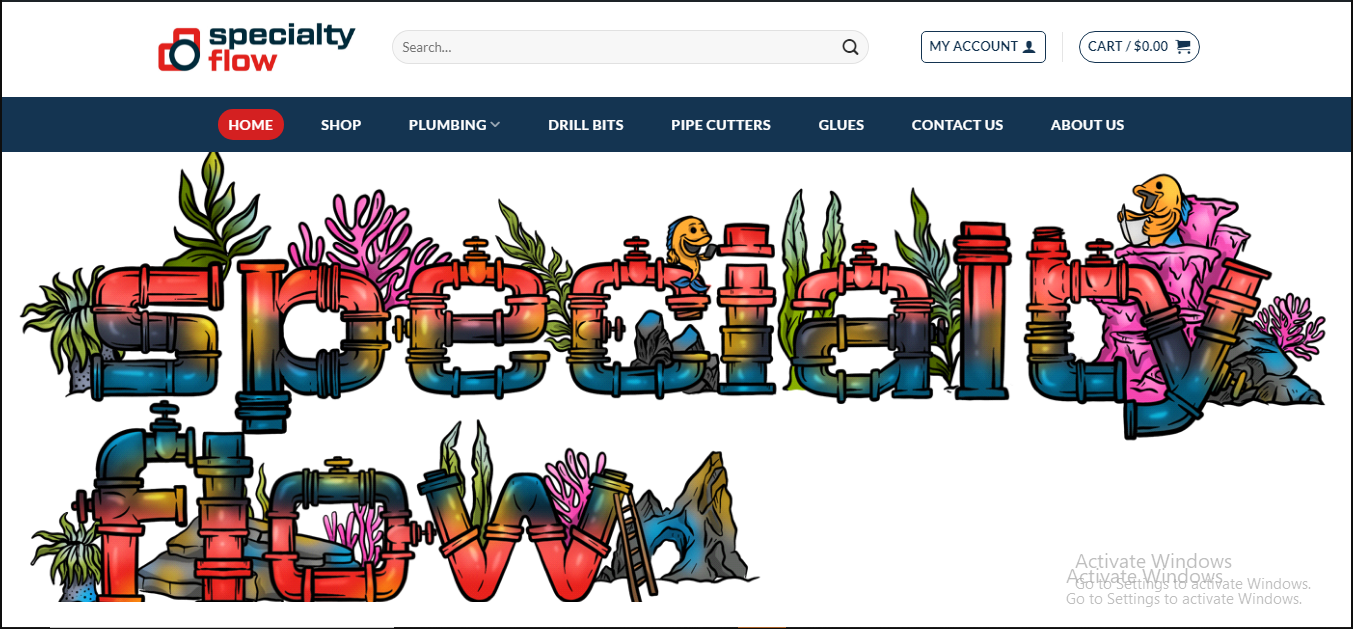 specialty
flow
Search...
MY ACCOUNT
CART / $0.00
HOME
SHOP
PLUMBING
DRILL BITS
PIPE CUTTERS
GLUES
CONTACT US
ABOUT US
specialty
flow
Activate Windows
Activate Windows
Go to Settings to activate Windows.
Go to Settings to activate Windows.